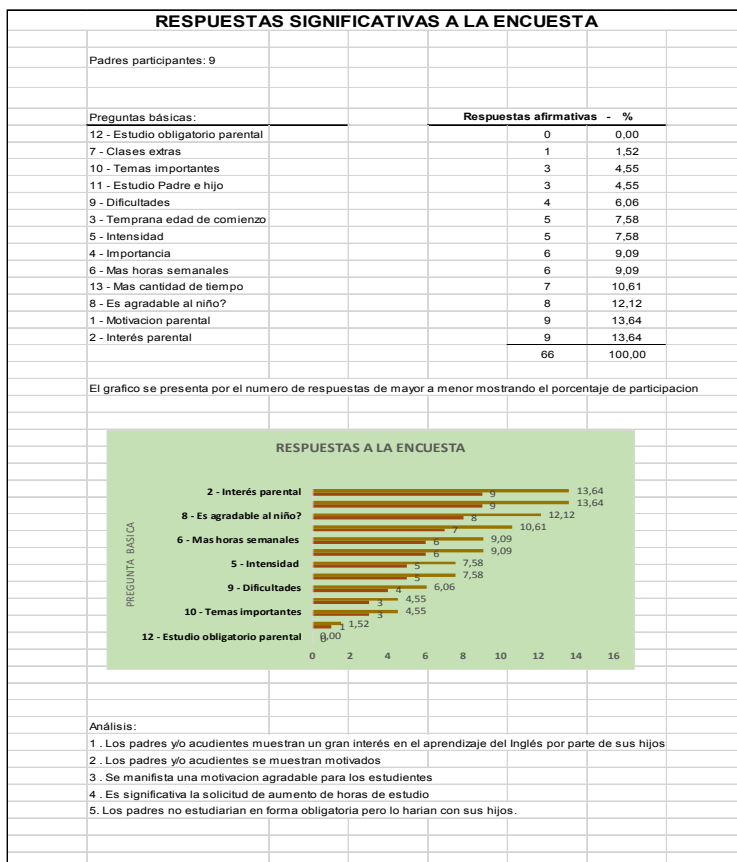 RESPUESTAS SIGNIFICATIVAS A LA ENCUESTA
Padres participantes: 9
Preguntas básicas: Respuestas afirmativas - %
12 - Estudio obligatorio parental 0 0,00
7 - Clases extras 1 1,52
10 - Temas importantes 3 4,55
11 - Estudio Padre e hijo 3 4,55
9 - Dificultades 4 6,06
3 - Temprana edad de comienzo 5 7,58
5 - Intensidad 5 7,58
4 - Importancia 6 9,09
6 - Mas horas semanales 6 9,09
13 - Mas cantidad de tiempo 7 10,61
8 - Es agradable al niño? 8 12,12
1 - Motivacion parental 9 13,64
2 - Interés parental 9 13,64
66 100,00
El grafico se presenta por el numero de respuestas de mayor a menor mostrando el porcentaje de participacion
RESPUESTAS A LA ENCUESTA
PREGUNTA BASICA
2 - Interés parental 13,64
9
13,64
9
8 - Es agradable al niño? 12,12
8
10,61
7
6 - Mas horas semanales 9,09
6
9,09
6
5 - Intensidad 7,58
5
7,58
5
9 - Dificultades 6,06
4
4,55
3
10 - Temas importantes 4,55
3
1,52
1
12 - Estudio obligatorio parental 0,00
0
0 2 4 6 8 10 12 14 16
Análisis:
1 . Los padres y/o acudientes muestran un gran interés en el aprendizaje del Inglés por parte de sus hijos
2 . Los padres y/o acudientes se muestran motivados
3 . Se manifista una motivacion agradable para los estudientes
4 . Es significativa la solicitud de aumento de horas de estudio
5. Los padres no estudiarian en forma obligatoria pero lo harian con sus hijos.